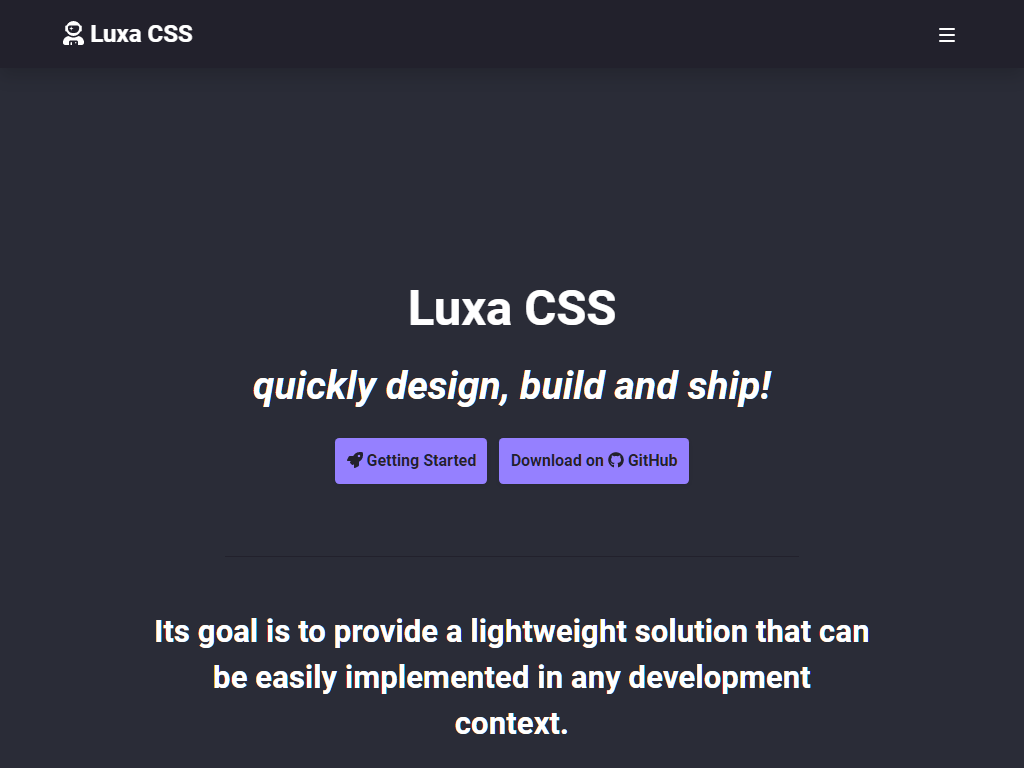 Luxa CSS
Luxa CSS
quickly design, build and ship!
Getting Started
Download on GitHub
Its goal is to provide a lightweight solution that can
be easily implemented in any development
context.